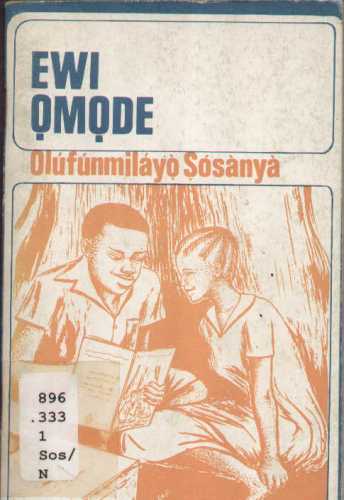 EWI
ỌMỌDE
Olúfúnmiláyọ̀ Ṣósànyà
896
.333
1
Sos/
N